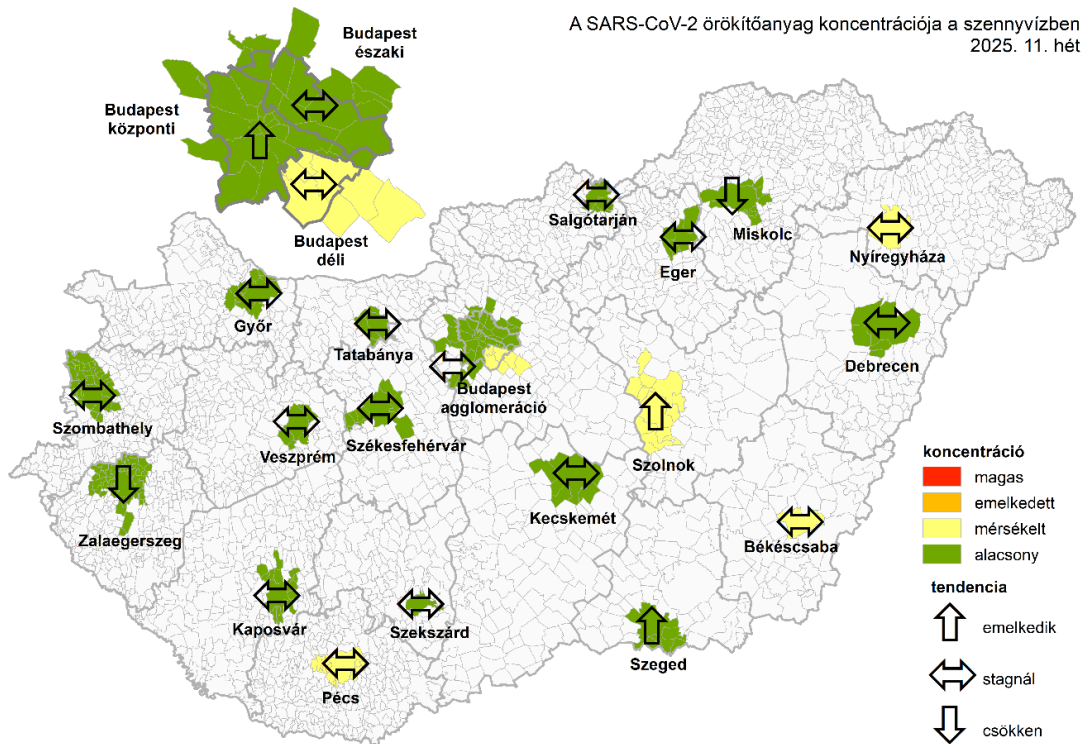 A SARS-CoV-2 örökítőanyag koncentrációja a szennyvízben
2025. 11. hét
Budapest
északi
Budapest
központi
Budapest
déli
Salgótarján
Miskolc
Eger
Nyíregyháza
Győr
Tatabánya
Debrecen
Budapest
agglomeráció
Szombathely
Veszprém
Székesfehérvár
Szolnok
Kecskemét
Zalaegerszeg
Békéscsaba
Kaposvár
Szekszárd
Szeged
Pécs
koncentráció
magas
emelkedett
mérsékelt
alacsony
tendencia
emelkedik
stagnál
csökken